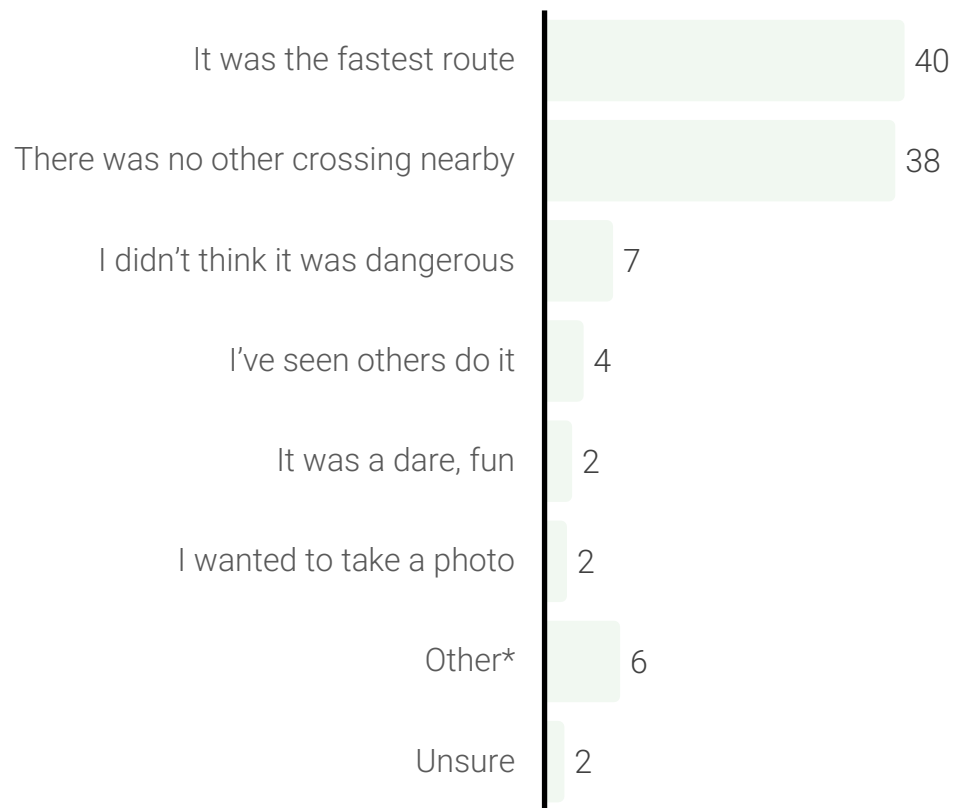 It was the fastest route 40
There was no other crossing nearby 38
I didn’t think it was dangerous 7
I’ve seen others do it 4
It was a dare, fun 2
I wanted to take a photo 2
Other* 6
Unsure 2